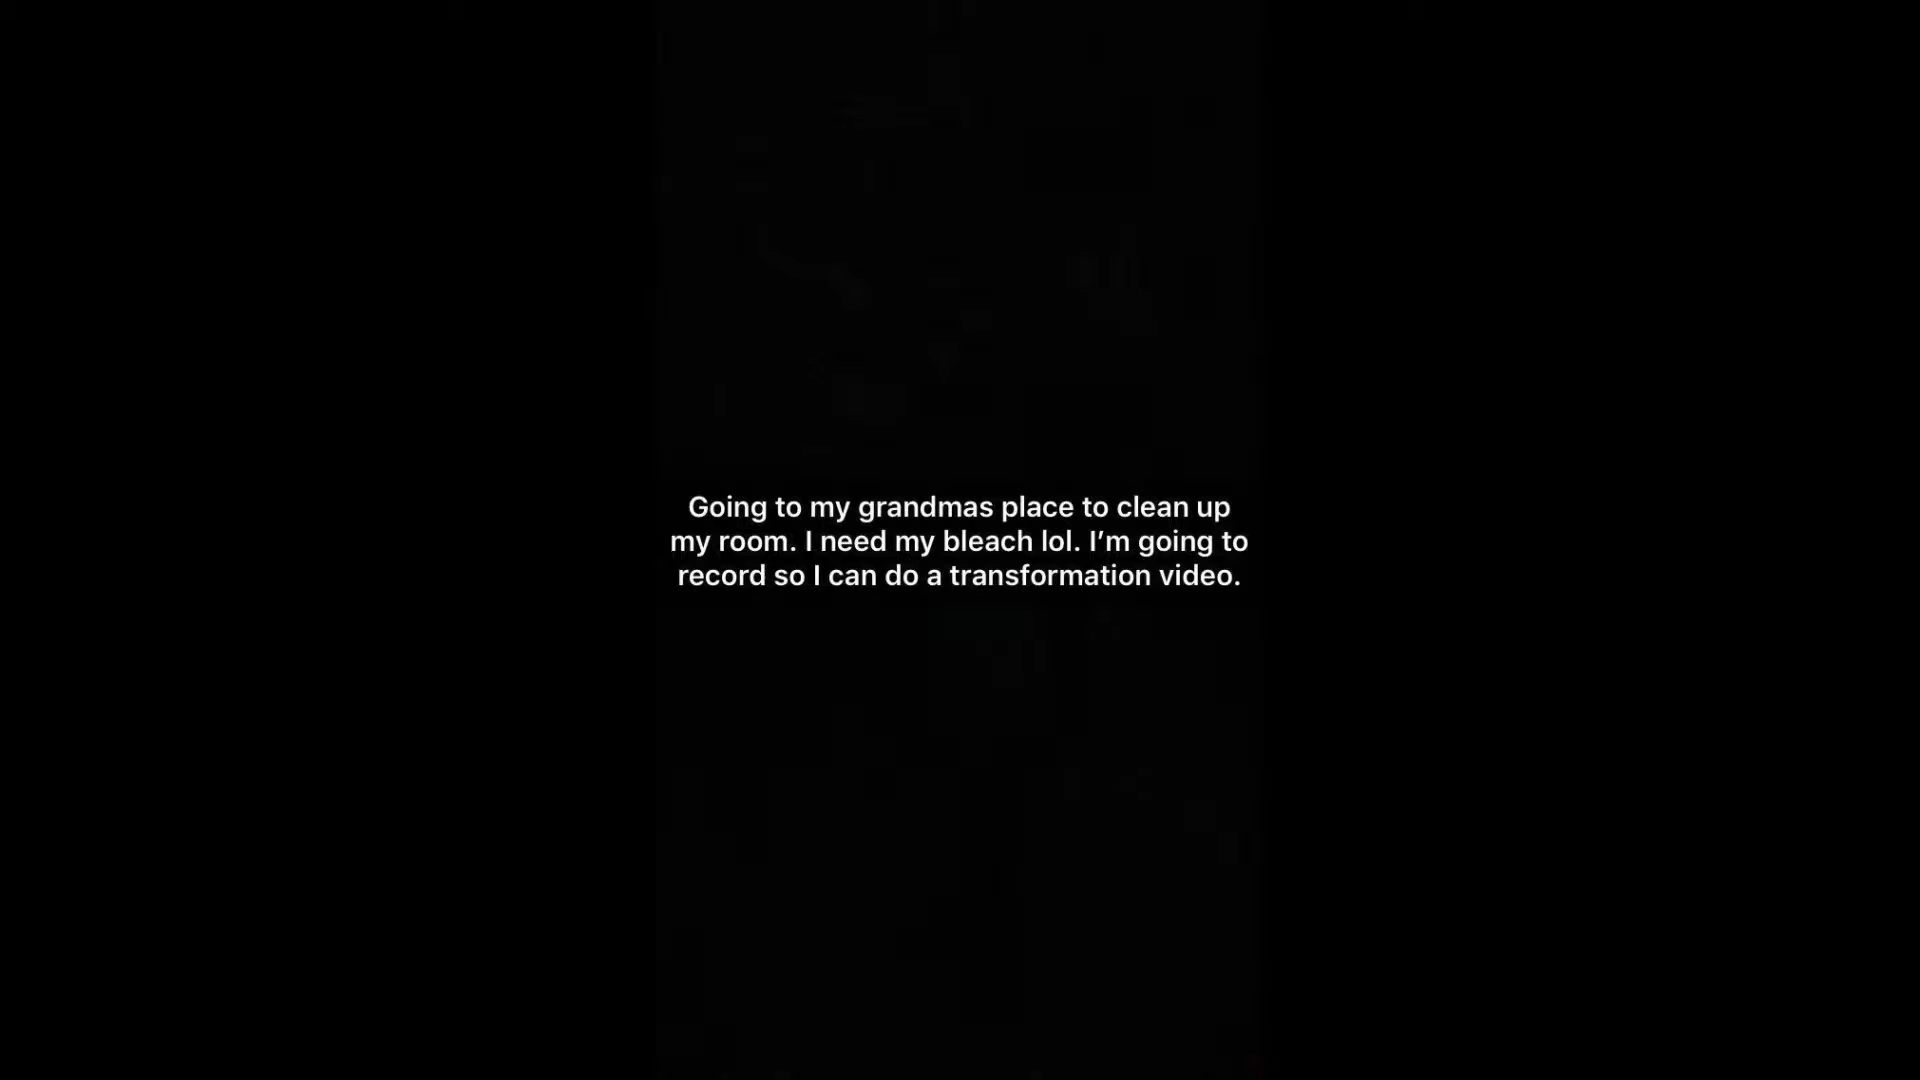 Going to my grandmas place to clean up
my room. I need my bleach lol. I’m going to
record so I can do a transformation video.